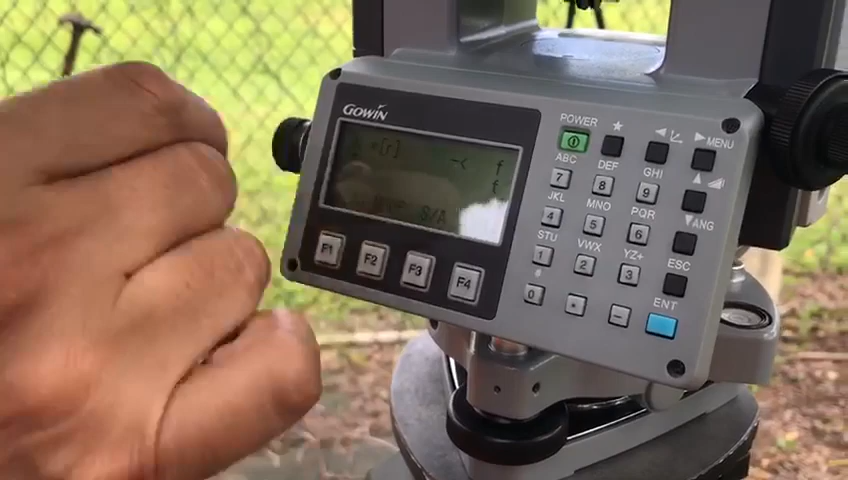 GOWIN
*[r]
-<
f
f
S/A
F1
F2
F3
F4
POWER
MENU
ABC
DEF
GHI
7
8
9
JKL
MNO
PQR
4
5
6
ANG
STU
VWX
YZ+
1
2
3
ESC
#
0
•
−
ENT